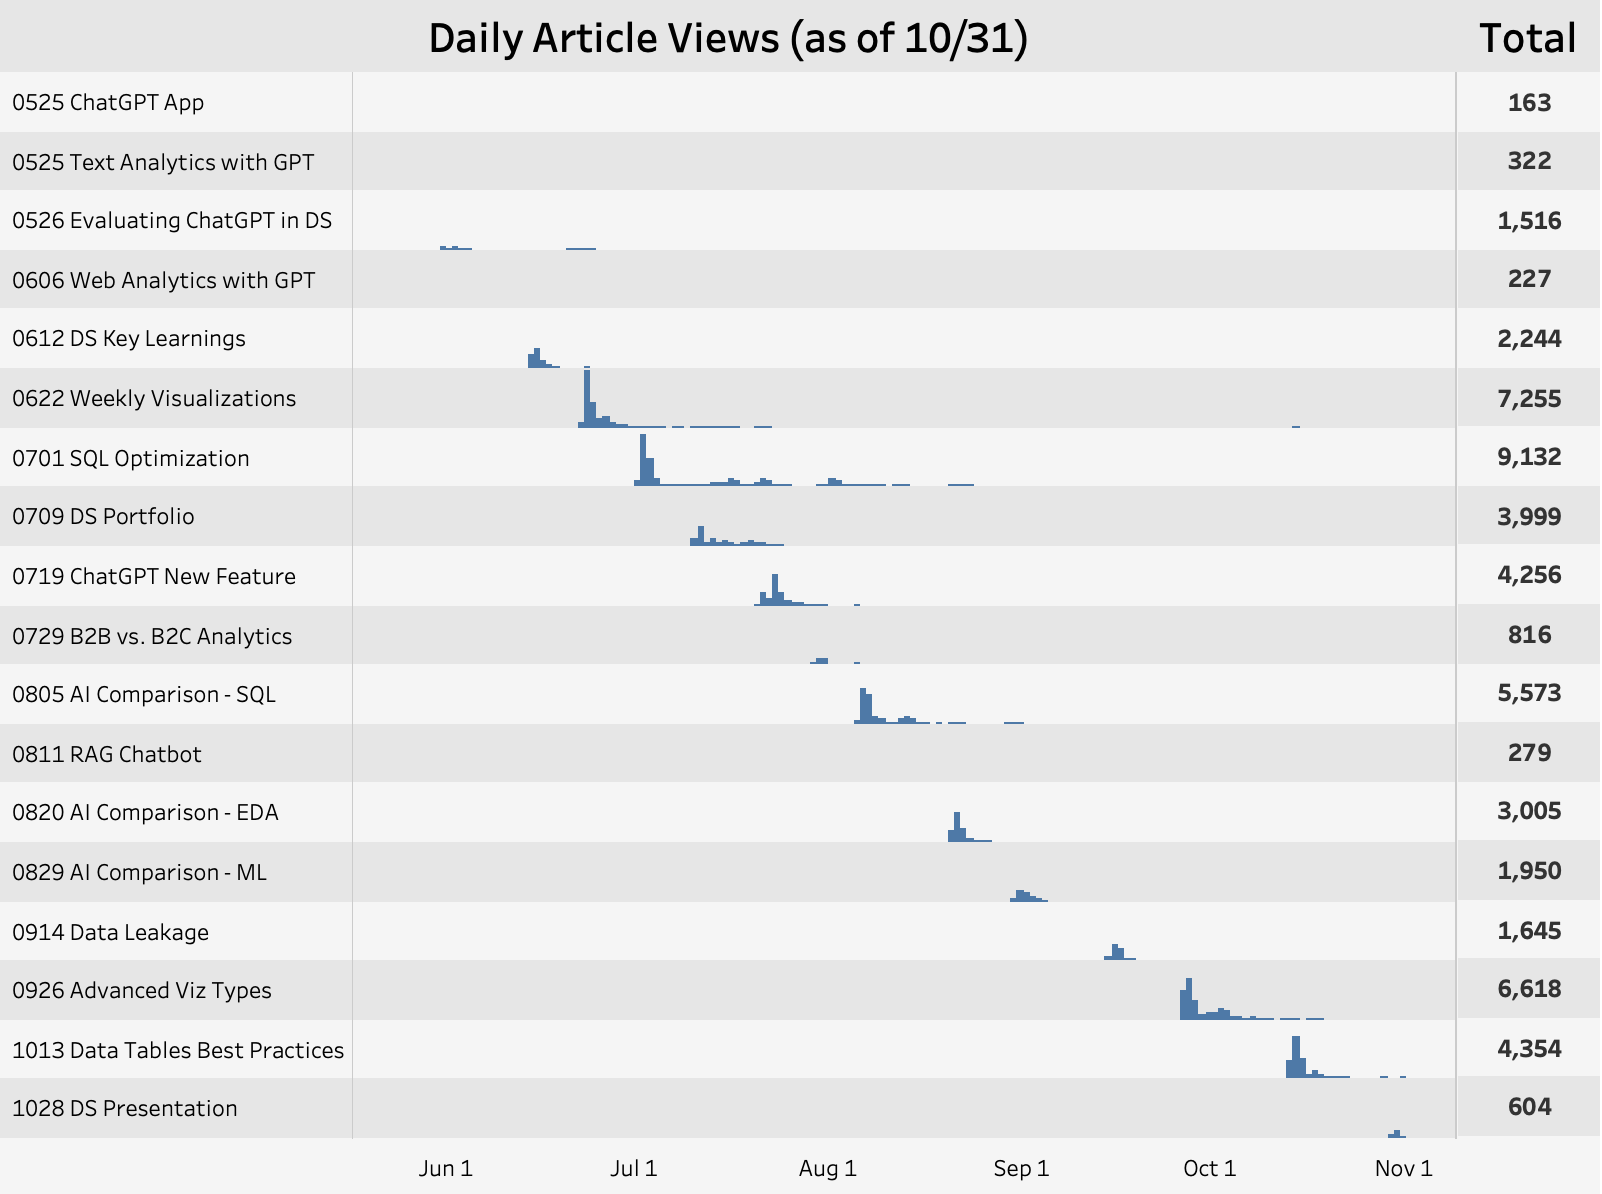 Daily Article Views (as of 10/31) Total
0525 ChatGPT App 163
0525 Text Analytics with GPT 322
0526 Evaluating ChatGPT in DS 1,516
0606 Web Analytics with GPT 227
0612 DS Key Learnings 2,244
0622 Weekly Visualizations 7,255
0701 SQL Optimization 9,132
0709 DS Portfolio 3,999
0719 ChatGPT New Feature 4,256
0729 B2B vs. B2C Analytics 816
0805 AI Comparison - SQL 5,573
0811 RAG Chatbot 279
0820 AI Comparison - EDA 3,005
0829 AI Comparison - ML 1,950
0914 Data Leakage 1,645
0926 Advanced Viz Types 6,618
1013 Data Tables Best Practices 4,354
1028 DS Presentation 604
Jun 1 Jul 1 Aug 1 Sep 1 Oct 1 Nov 1